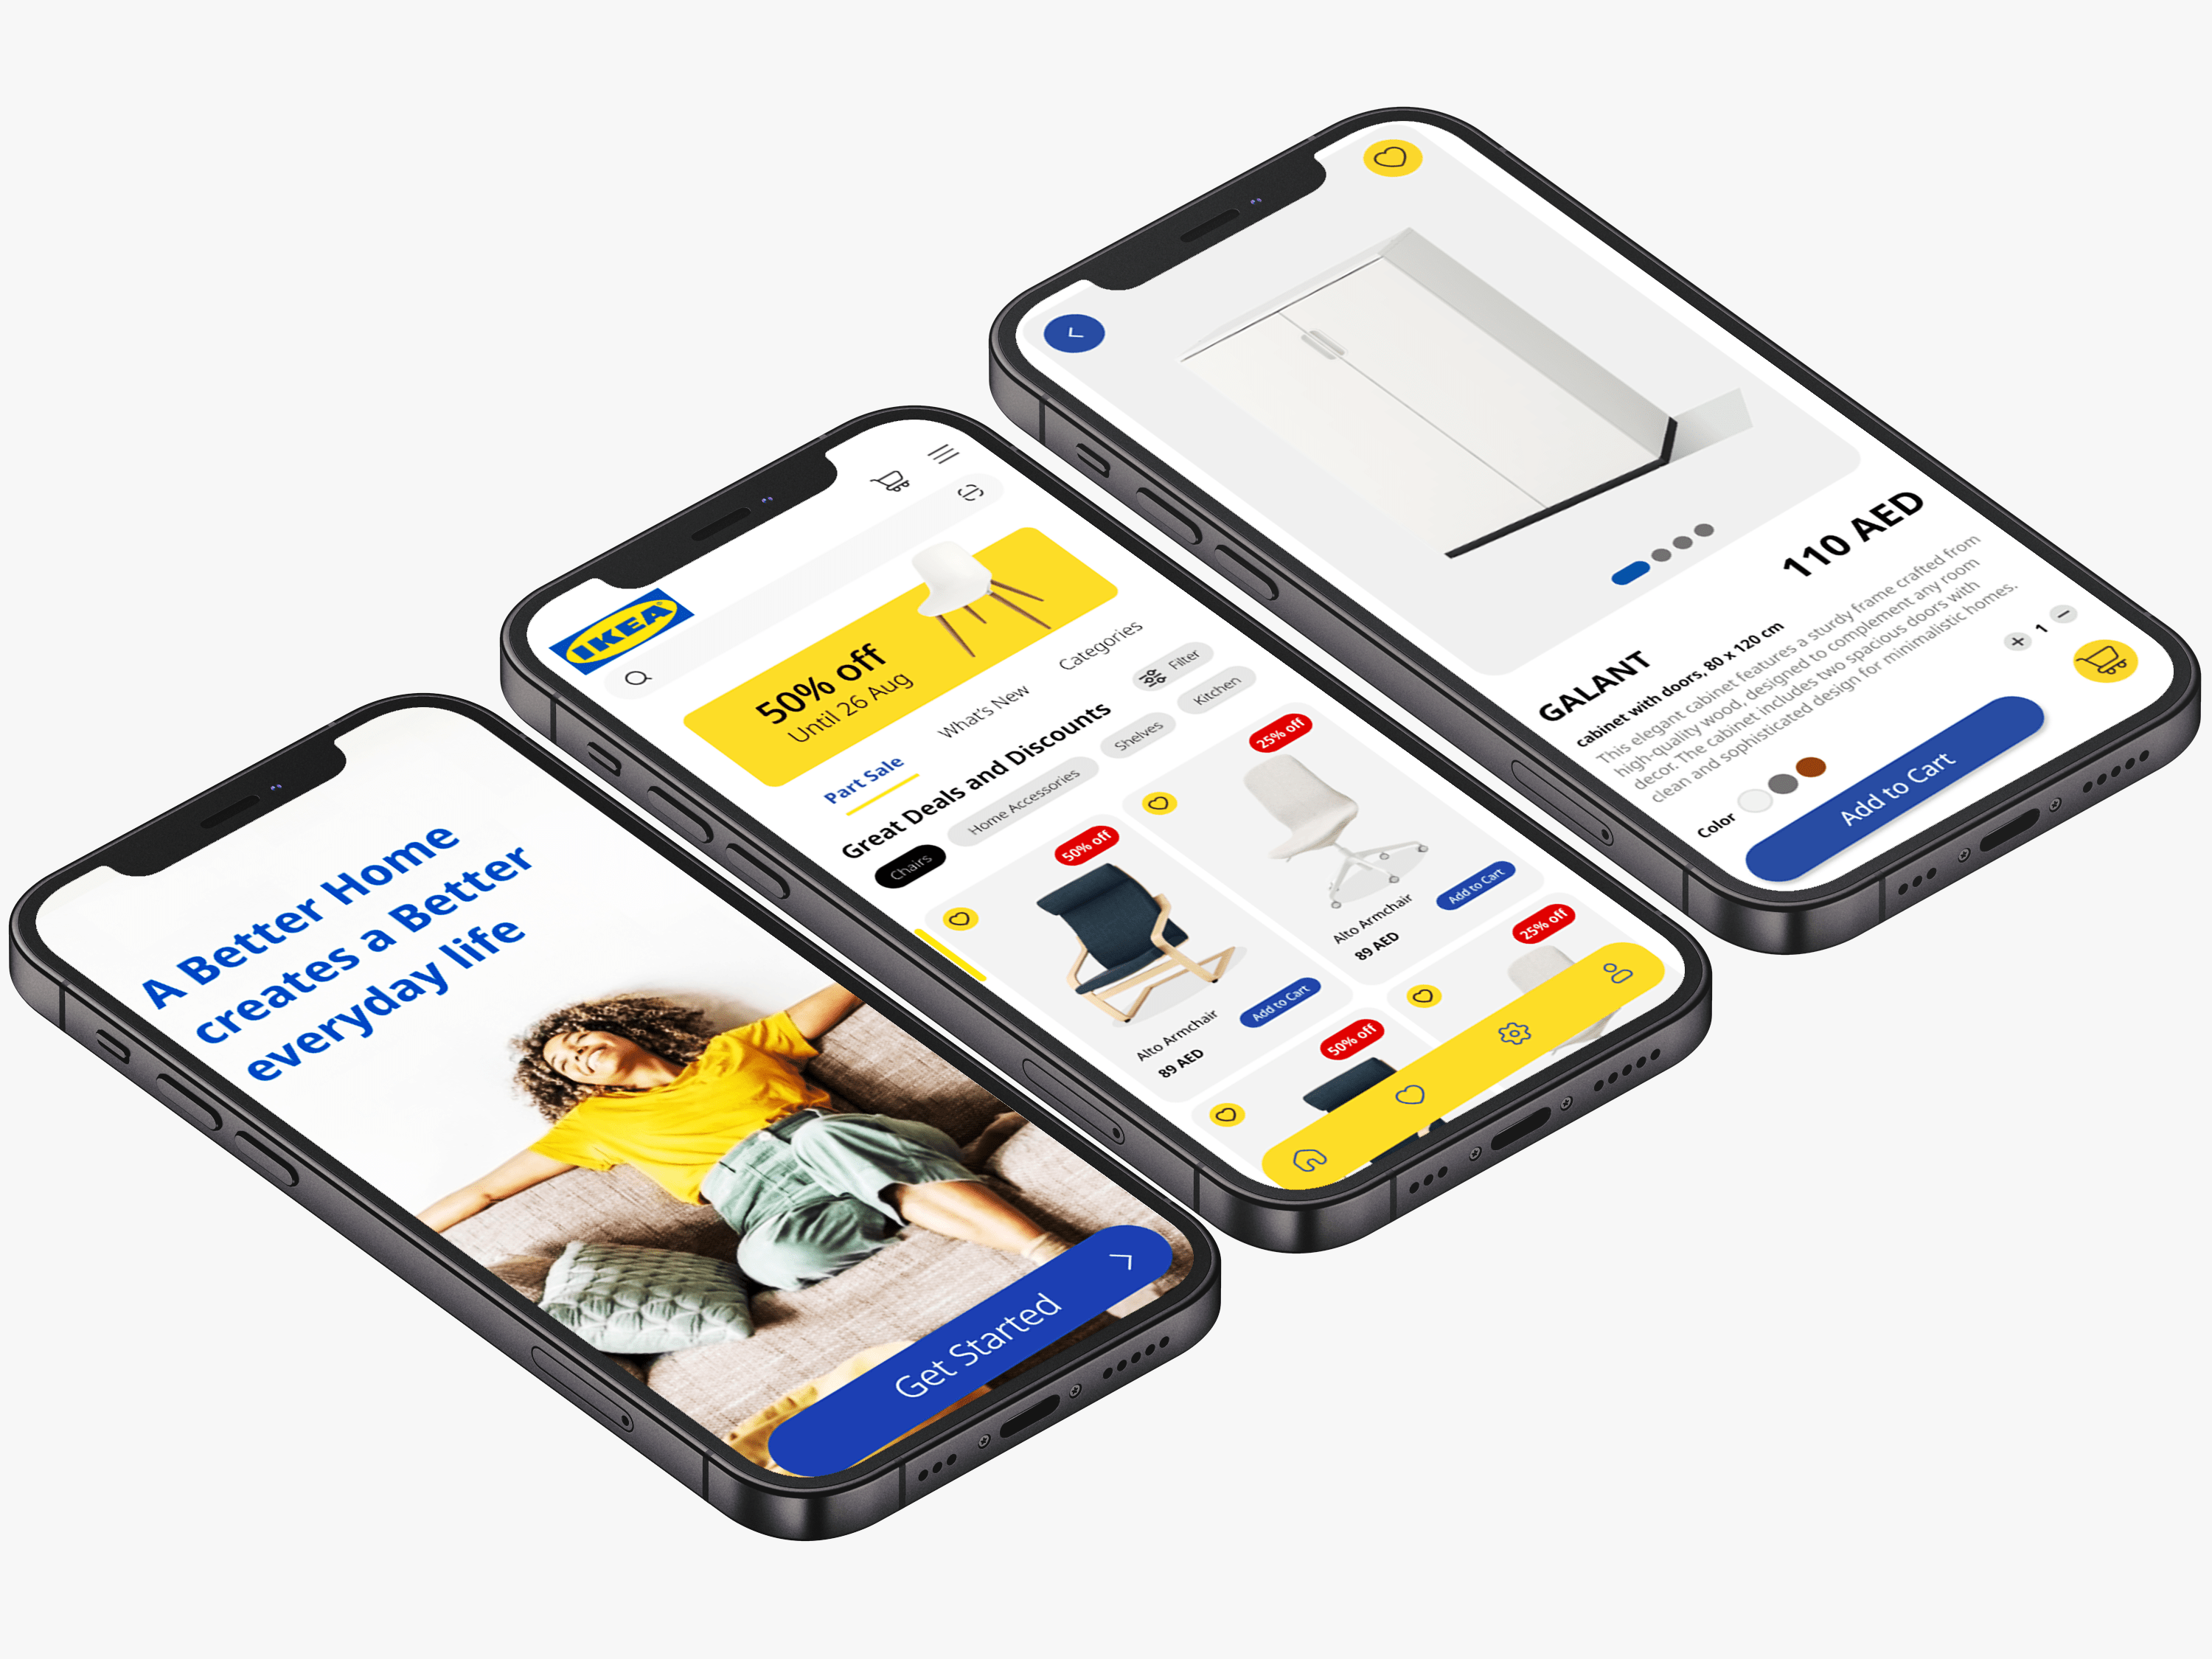 A Better Home
creates a Better
everyday life
Get Started
IKEA
50% off
Until 26 Aug
Part Sale
What's New
Categories
Great Deals and Discounts
Filter
Chairs
Home Accessories
Shelves
Kitchen
50% off
Alto Armchair
89 AED
Add to Cart
25% off
Alto Armchair
89 AED
Add to Cart
50% off
25% off
GALANT
110 AED
cabinet with doors, 80 x 120 cm
This elegant cabinet features a sturdy frame crafted from
high-quality wood, designed to complement any room
decor. The cabinet includes two spacious doors with
clean and sophisticated design for minimalistic homes.
Color
+ 1 −
Add to Cart